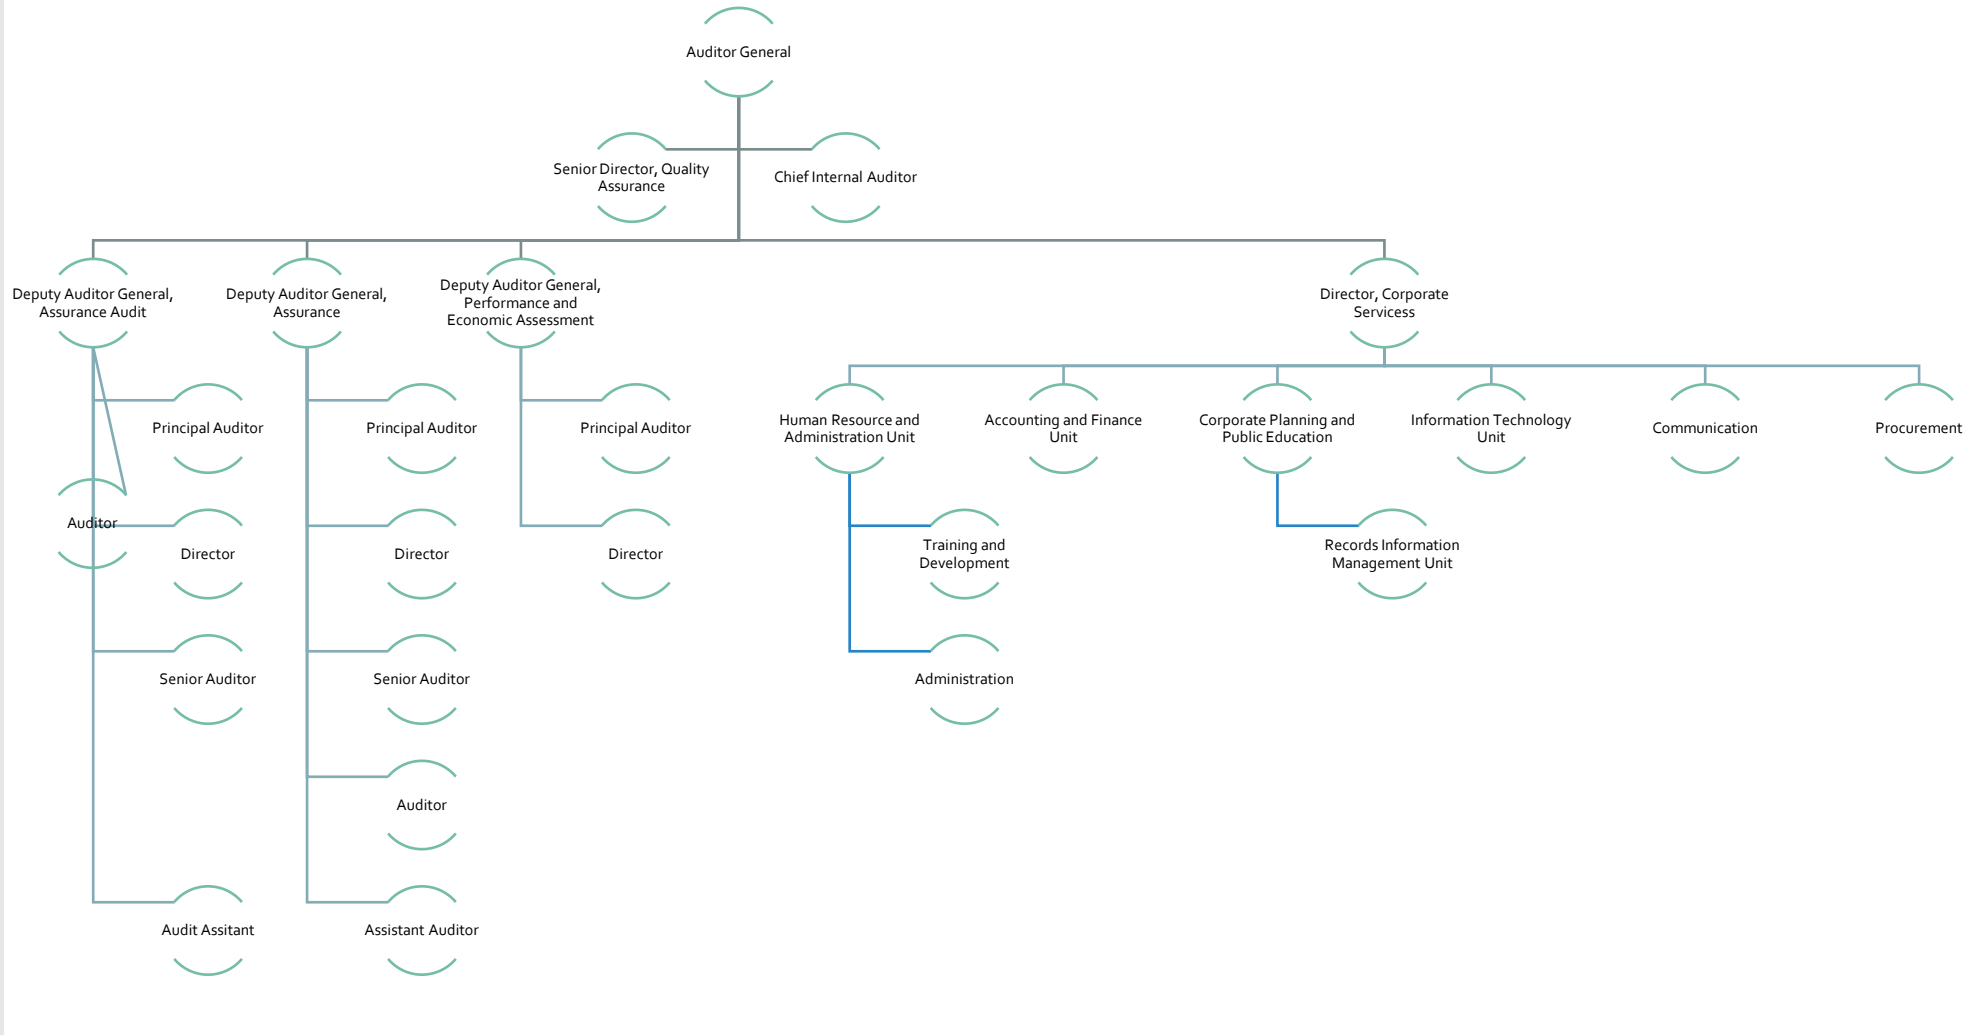 Auditor General
Senior Director, Quality
Assurance
Chief Internal Auditor
Deputy Auditor General,
Assurance Audit
Deputy Auditor General,
Assurance
Deputy Auditor General,
Performance and
Economic Assessment
Director, Corporate
Servicess
Principal Auditor
Principal Auditor
Principal Auditor
Human Resource and
Administration Unit
Accounting and Finance
Unit
Corporate Planning and
Public Education
Information Technology
Unit
Communication
Procurement
Auditor
Director
Director
Director
Training and
Development
Records Information
Management Unit
Senior Auditor
Senior Auditor
Administration
Auditor
Audit Assitant
Assistant Auditor